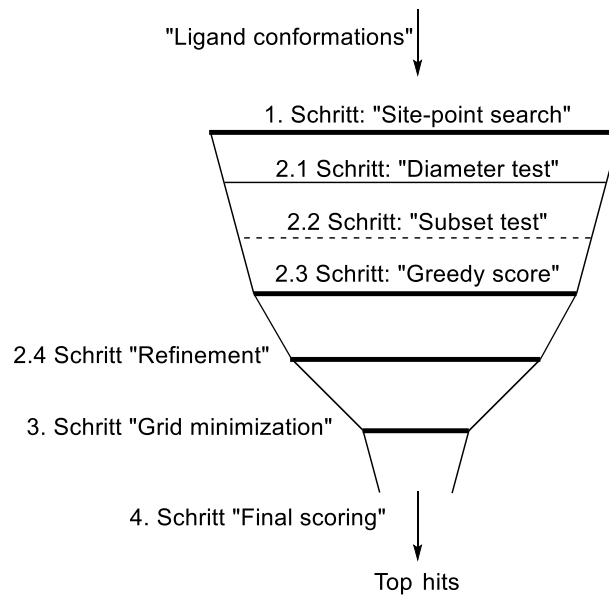 "Ligand conformations"
1. Schritt: "Site-point search"
2.1 Schritt: "Diameter test"
2.2 Schritt: "Subset test"
2.3 Schritt: "Greedy score"
2.4 Schritt "Refinement"
3. Schritt "Grid minimization"
4. Schritt "Final scoring"
Top hits